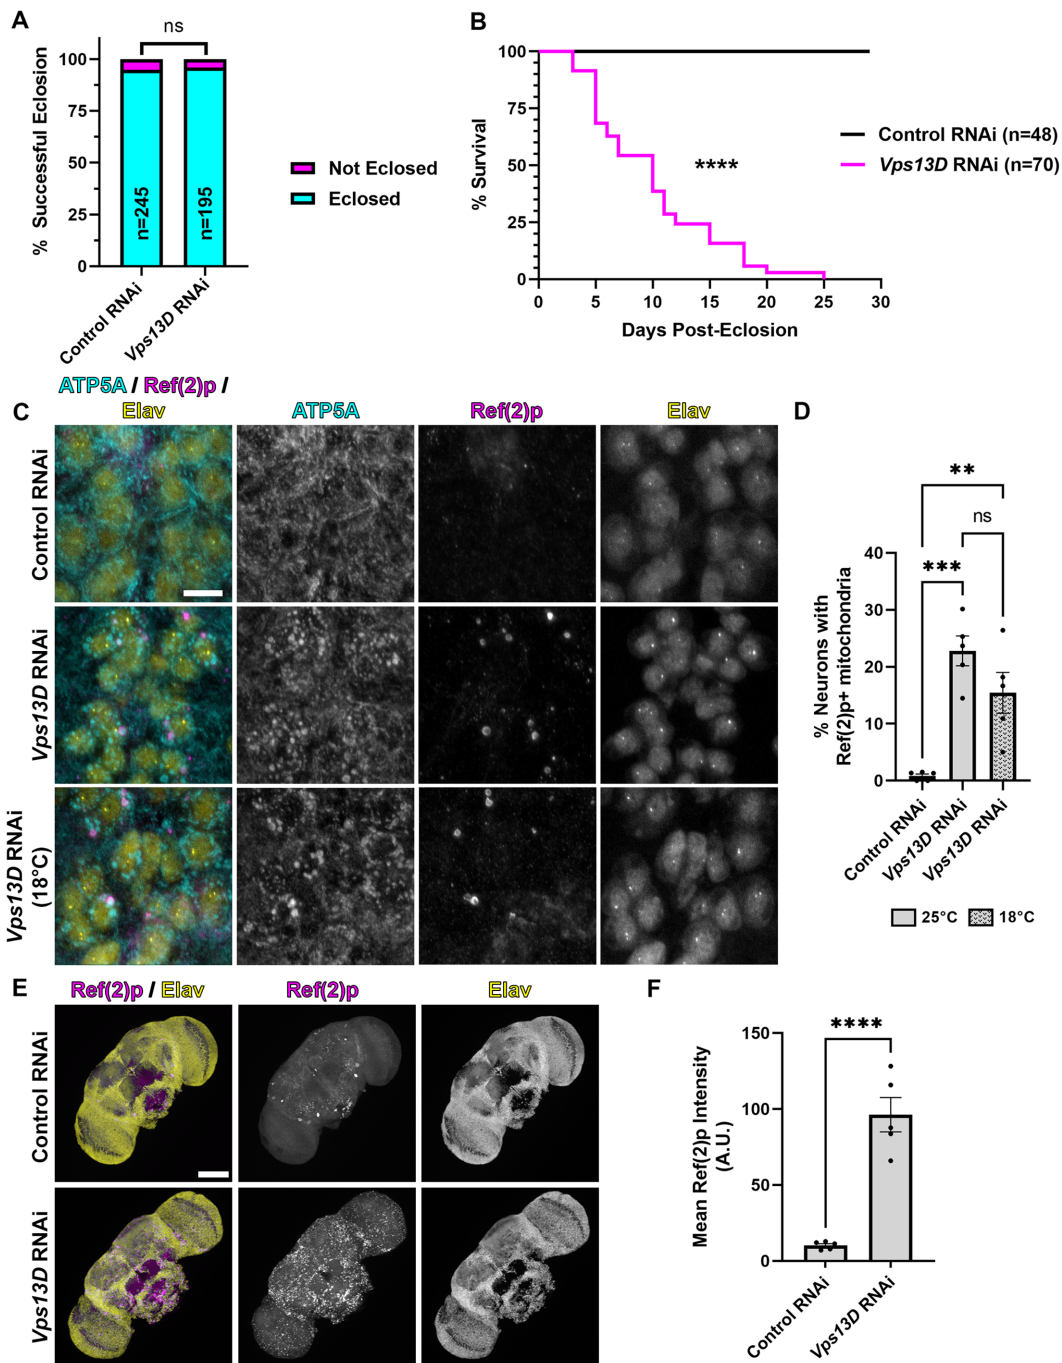 A
ns
% Successful Eclosion
100
50
0
n=245
n=195
Control RNAi
Vps13D RNAi
Not Eclosed
Eclosed
B
% Survival
100
75
50
25
0
****
0 5 10 15 20 25 30
Days Post-Eclosion
Control RNAi (n=48)
Vps13D RNAi (n=70)
C
ATP5A / Ref(2)p /
Elav
ATP5A
Ref(2)p
Elav
Control RNAi
Vps13D RNAi
Vps13D RNAi
(18°C)
D
**
ns
***
% Neurons with
Ref(2)p+ mitochondria
40
30
20
10
0
Control RNAi
Vps13D RNAi
Vps13D RNAi
25°C
18°C
E
Ref(2)p / Elav
Ref(2)p
Elav
Control RNAi
Vps13D RNAi
F
****
Mean Ref(2)p Intensity
(A.U.)
150
100
50
0
Control RNAi
Vps13D RNAi